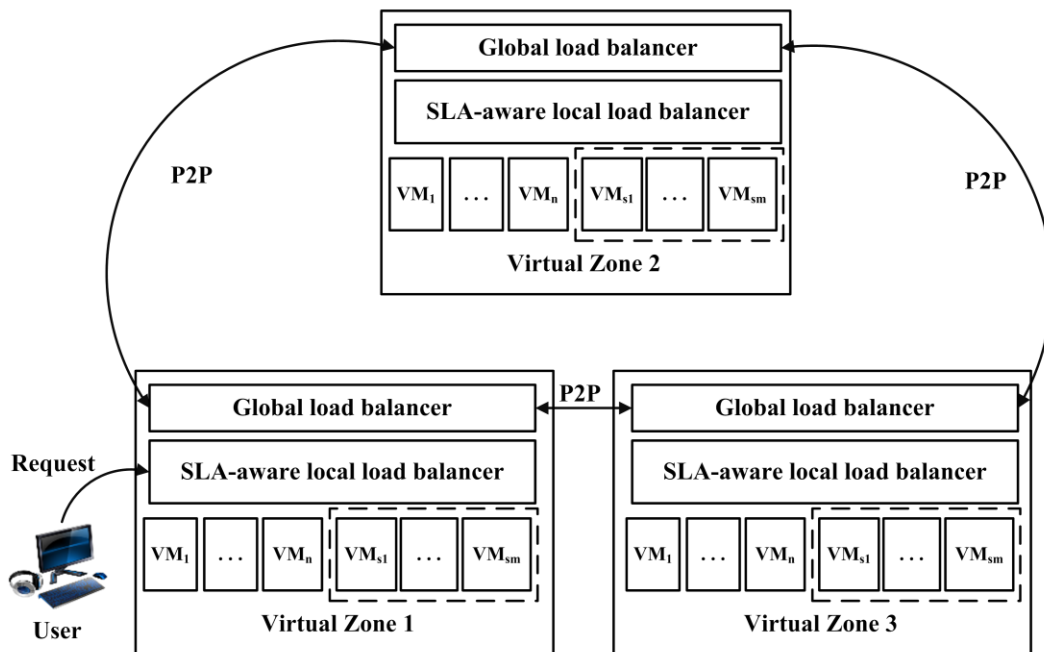 Global load balancer
SLA-aware local load balancer
P2P
P2P
VM1 ... VMn VMs1 ... VMsm
Virtual Zone 2
P2P
Global load balancer
Global load balancer
Request
SLA-aware local load balancer
SLA-aware local load balancer
VM1 ... VMn VMs1 ... VMsm
VM1 ... VMn VMs1 ... VMsm
User
Virtual Zone 1
Virtual Zone 3